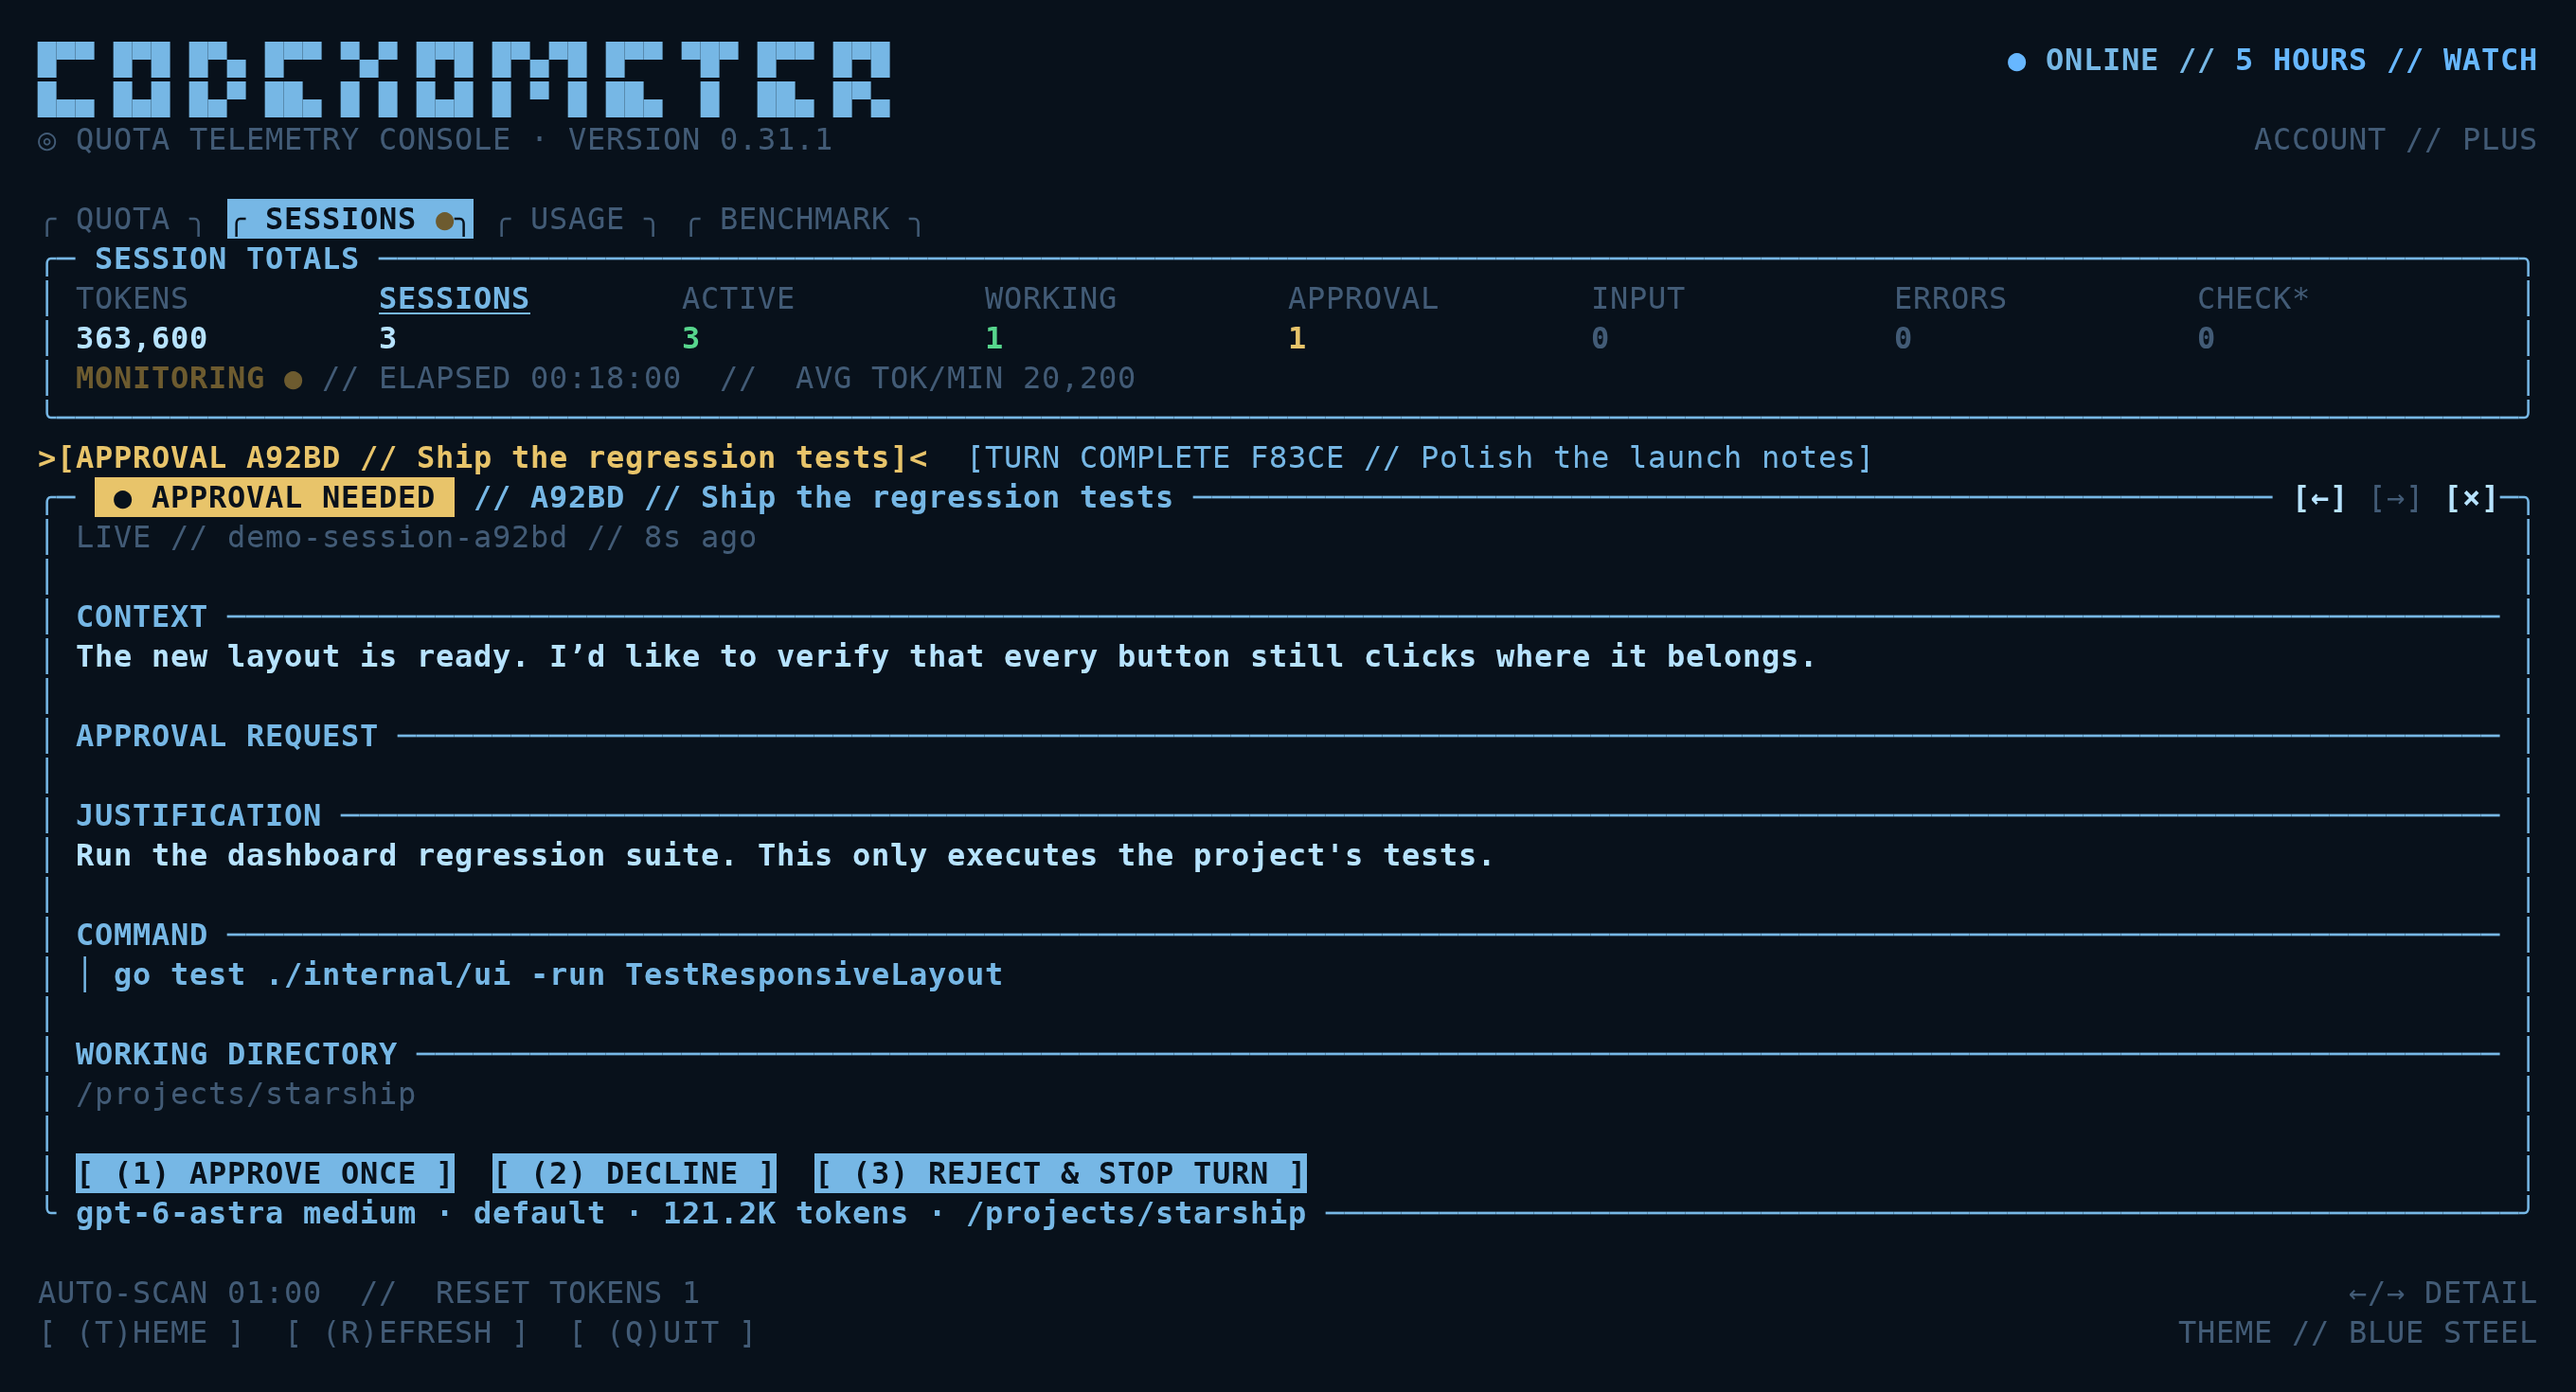 CODEXOMETER
● ONLINE // 5 HOURS // WATCH
◎ QUOTA TELEMETRY CONSOLE · VERSION 0.31.1
ACCOUNT // PLUS
QUOTA SESSIONS ● USAGE BENCHMARK
SESSION TOTALS
TOKENS SESSIONS ACTIVE WORKING APPROVAL INPUT ERRORS CHECK*
363,600 3 3 1 1 0 0 0
MONITORING ● // ELAPSED 00:18:00 // AVG TOK/MIN 20,200
>[APPROVAL A92BD // Ship the regression tests]< [TURN COMPLETE F83CE // Polish the launch notes]
● APPROVAL NEEDED // A92BD // Ship the regression tests [←] [→] [×]
LIVE // demo-session-a92bd // 8s ago
CONTEXT
The new layout is ready. I’d like to verify that every button still clicks where it belongs.
APPROVAL REQUEST
JUSTIFICATION
Run the dashboard regression suite. This only executes the project's tests.
COMMAND
│ go test ./internal/ui -run TestResponsiveLayout
WORKING DIRECTORY
/projects/starship
[ (1) APPROVE ONCE ] [ (2) DECLINE ] [ (3) REJECT & STOP TURN ]
gpt-6-astra medium · default · 121.2K tokens · /projects/starship
AUTO-SCAN 01:00 // RESET TOKENS 1
←/→ DETAIL
[ (T)HEME ] [ (R)EFRESH ] [ (Q)UIT ]
THEME // BLUE STEEL